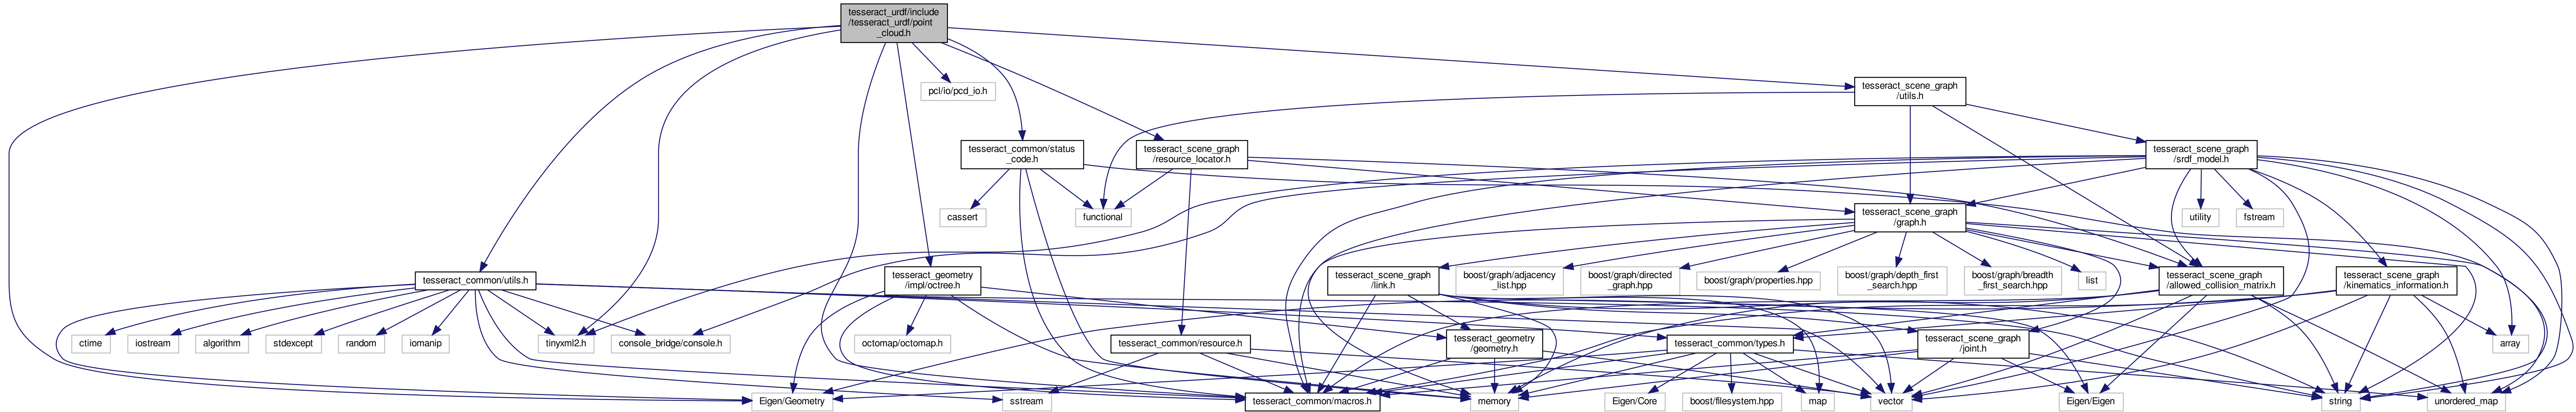 tesseract_urdf/include
/tesseract_urdf/point
_cloud.h
pcl/io/pcd_io.h
tesseract_scene_graph
/utils.h
tesseract_common/status
_code.h
tesseract_scene_graph
/resource_locator.h
tesseract_scene_graph
/srdf_model.h
cassert
functional
tesseract_scene_graph
/graph.h
utility
fstream
tesseract_common/utils.h
tesseract_geometry
/impl/octree.h
tesseract_scene_graph
/link.h
boost/graph/adjacency
_list.hpp
boost/graph/directed
_graph.hpp
boost/graph/properties.hpp
boost/graph/depth_first
_search.hpp
boost/graph/breadth
_first_search.hpp
list
tesseract_scene_graph
/allowed_collision_matrix.h
tesseract_scene_graph
/kinematics_information.h
ctime
iostream
algorithm
stdexcept
random
iomanip
tinyxml2.h
console_bridge/console.h
octomap/octomap.h
tesseract_common/resource.h
tesseract_geometry
/geometry.h
tesseract_common/types.h
tesseract_scene_graph
/joint.h
array
Eigen/Geometry
sstream
tesseract_common/macros.h
memory
Eigen/Core
boost/filesystem.hpp
map
vector
Eigen/Eigen
string
unordered_map